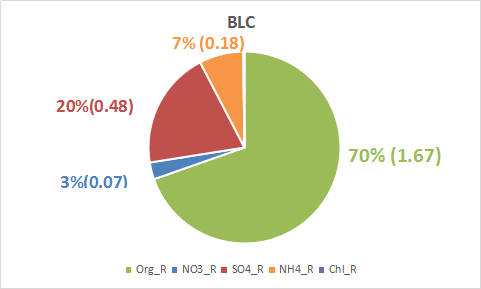 BLC
7% (0.18)
20%(0.48)
70% (1.67)
3%(0.07)
Org_R NO3_R SO4_R NH4_R Chl_R